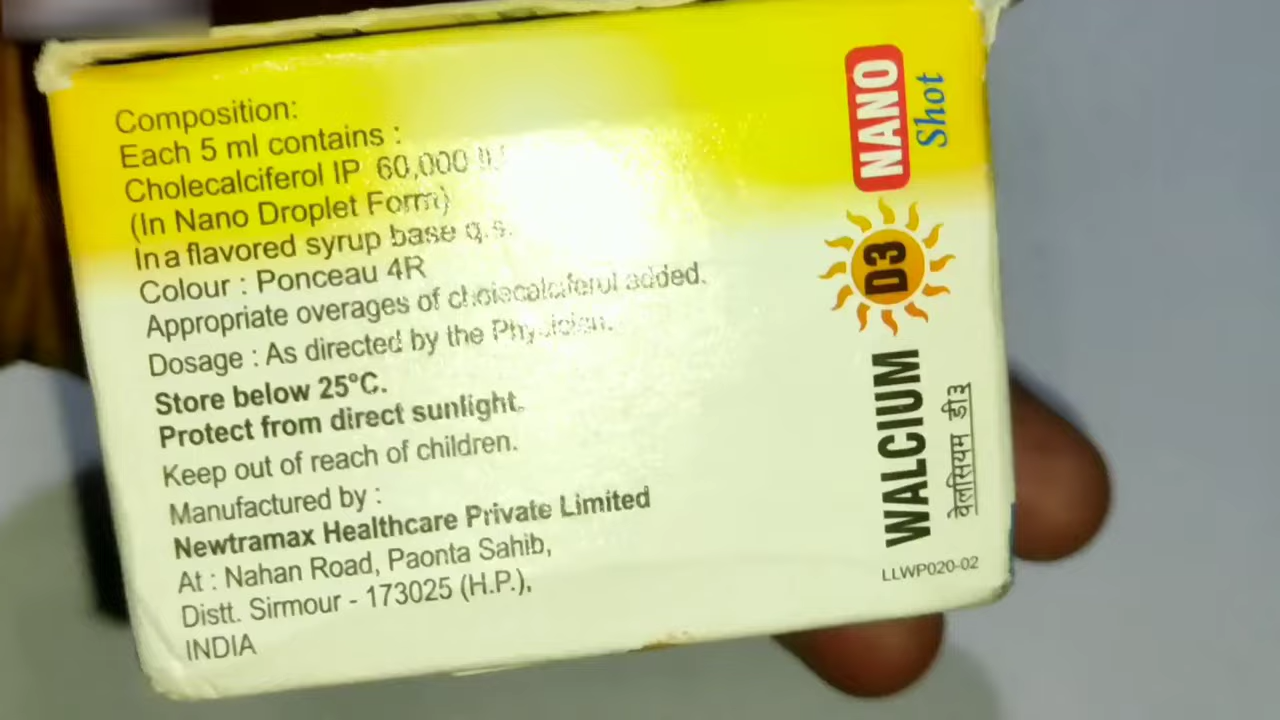 Composition:
Each 5 ml contains :
Cholecalciferol IP 60,000 IU
(In Nano Droplet Form)
In a flavored syrup base q.s.
Colour : Ponceau 4R
Appropriate overages of cholecalciferol added.
Dosage : As directed by the Physician.
Store below 25°C.
Protect from direct sunlight.
Keep out of reach of children.
Manufactured by :
Newtramax Healthcare Private Limited
At : Nahan Road, Paonta Sahib,
Distt. Sirmour - 173025 (H.P.),
INDIA
WALCIUM D3 NANO
Shot
वेलसियम डी३
LLWP020-02